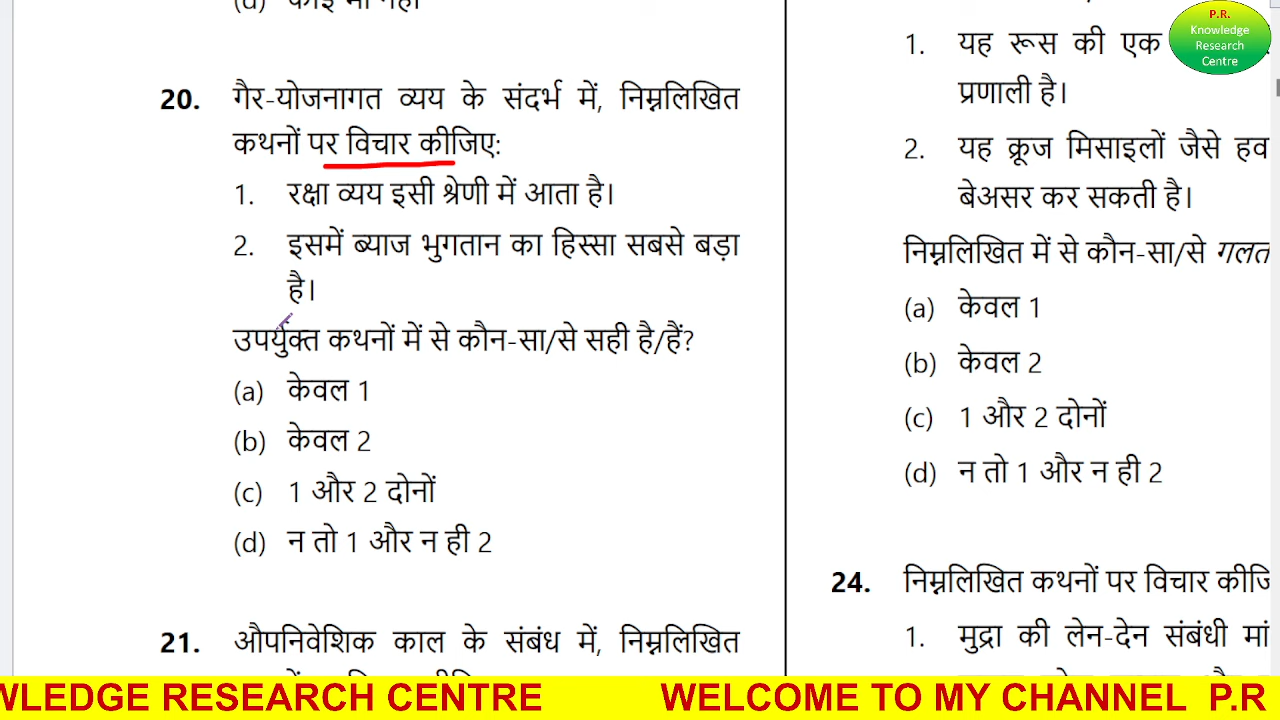 20. गैर-योजनागत व्यय के संदर्भ में, निम्नलिखित
कथनों पर विचार कीजिए:
1. रक्षा व्यय इसी श्रेणी में आता है।
2. इसमें ब्याज भुगतान का हिस्सा सबसे बड़ा
है।
उपर्युक्त कथनों में से कौन-सा/से सही है/हैं?
(a) केवल 1
(b) केवल 2
(c) 1 और 2 दोनों
(d) न तो 1 और न ही 2
21. औपनिवेशिक काल के संबंध में, निम्नलिखित
1. यह रूस की एक
प्रणाली है।
2. यह क्रूज मिसाइलों जैसे हव
बेअसर कर सकती है।
निम्नलिखित में से कौन-सा/से गलत
(a) केवल 1
(b) केवल 2
(c) 1 और 2 दोनों
(d) न तो 1 और न ही 2
24. निम्नलिखित कथनों पर विचार कीजि
1. मुद्रा की लेन-देन संबंधी मां
P.R.
Knowledge
Research
Centre
WLEDGE RESEARCH CENTRE WELCOME TO MY CHANNEL P.R